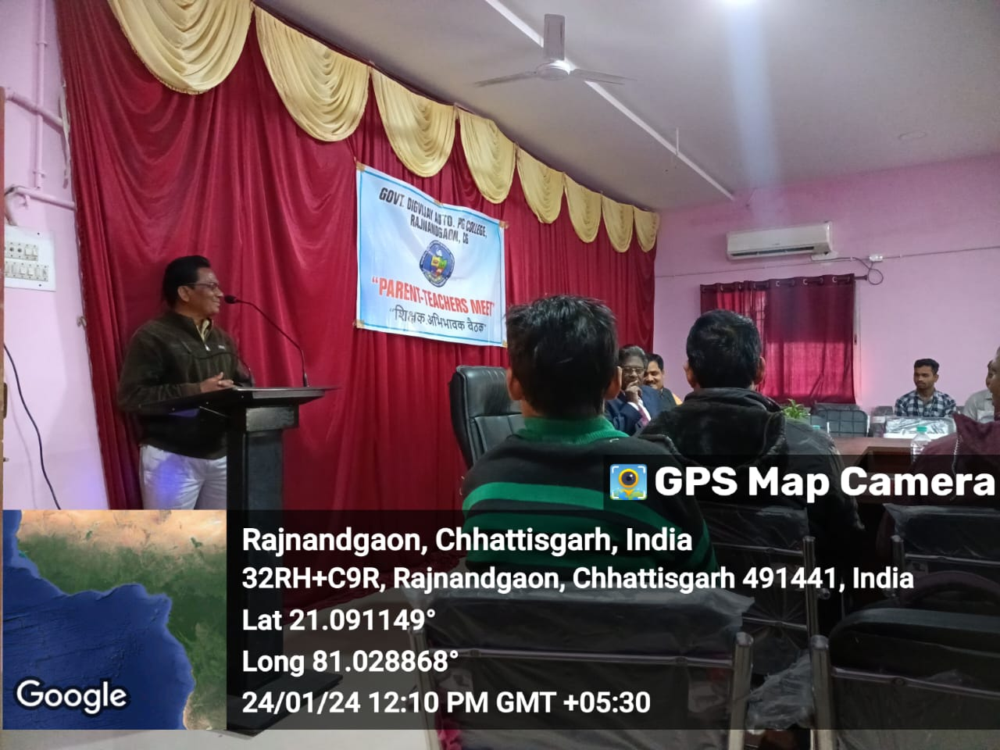 GOVT. DIGVIJAY AUTO. PG COLLEGE,
RAJNANDGAON, CG
"PARENT-TEACHERS MEET"
"शिक्षक अभिभावक बैठक"
GPS Map Camera
Rajnandgaon, Chhattisgarh, India
32RH+C9R, Rajnandgaon, Chhattisgarh 491441, India
Lat 21.091149°
Long 81.028868°
24/01/24 12:10 PM GMT +05:30
Google